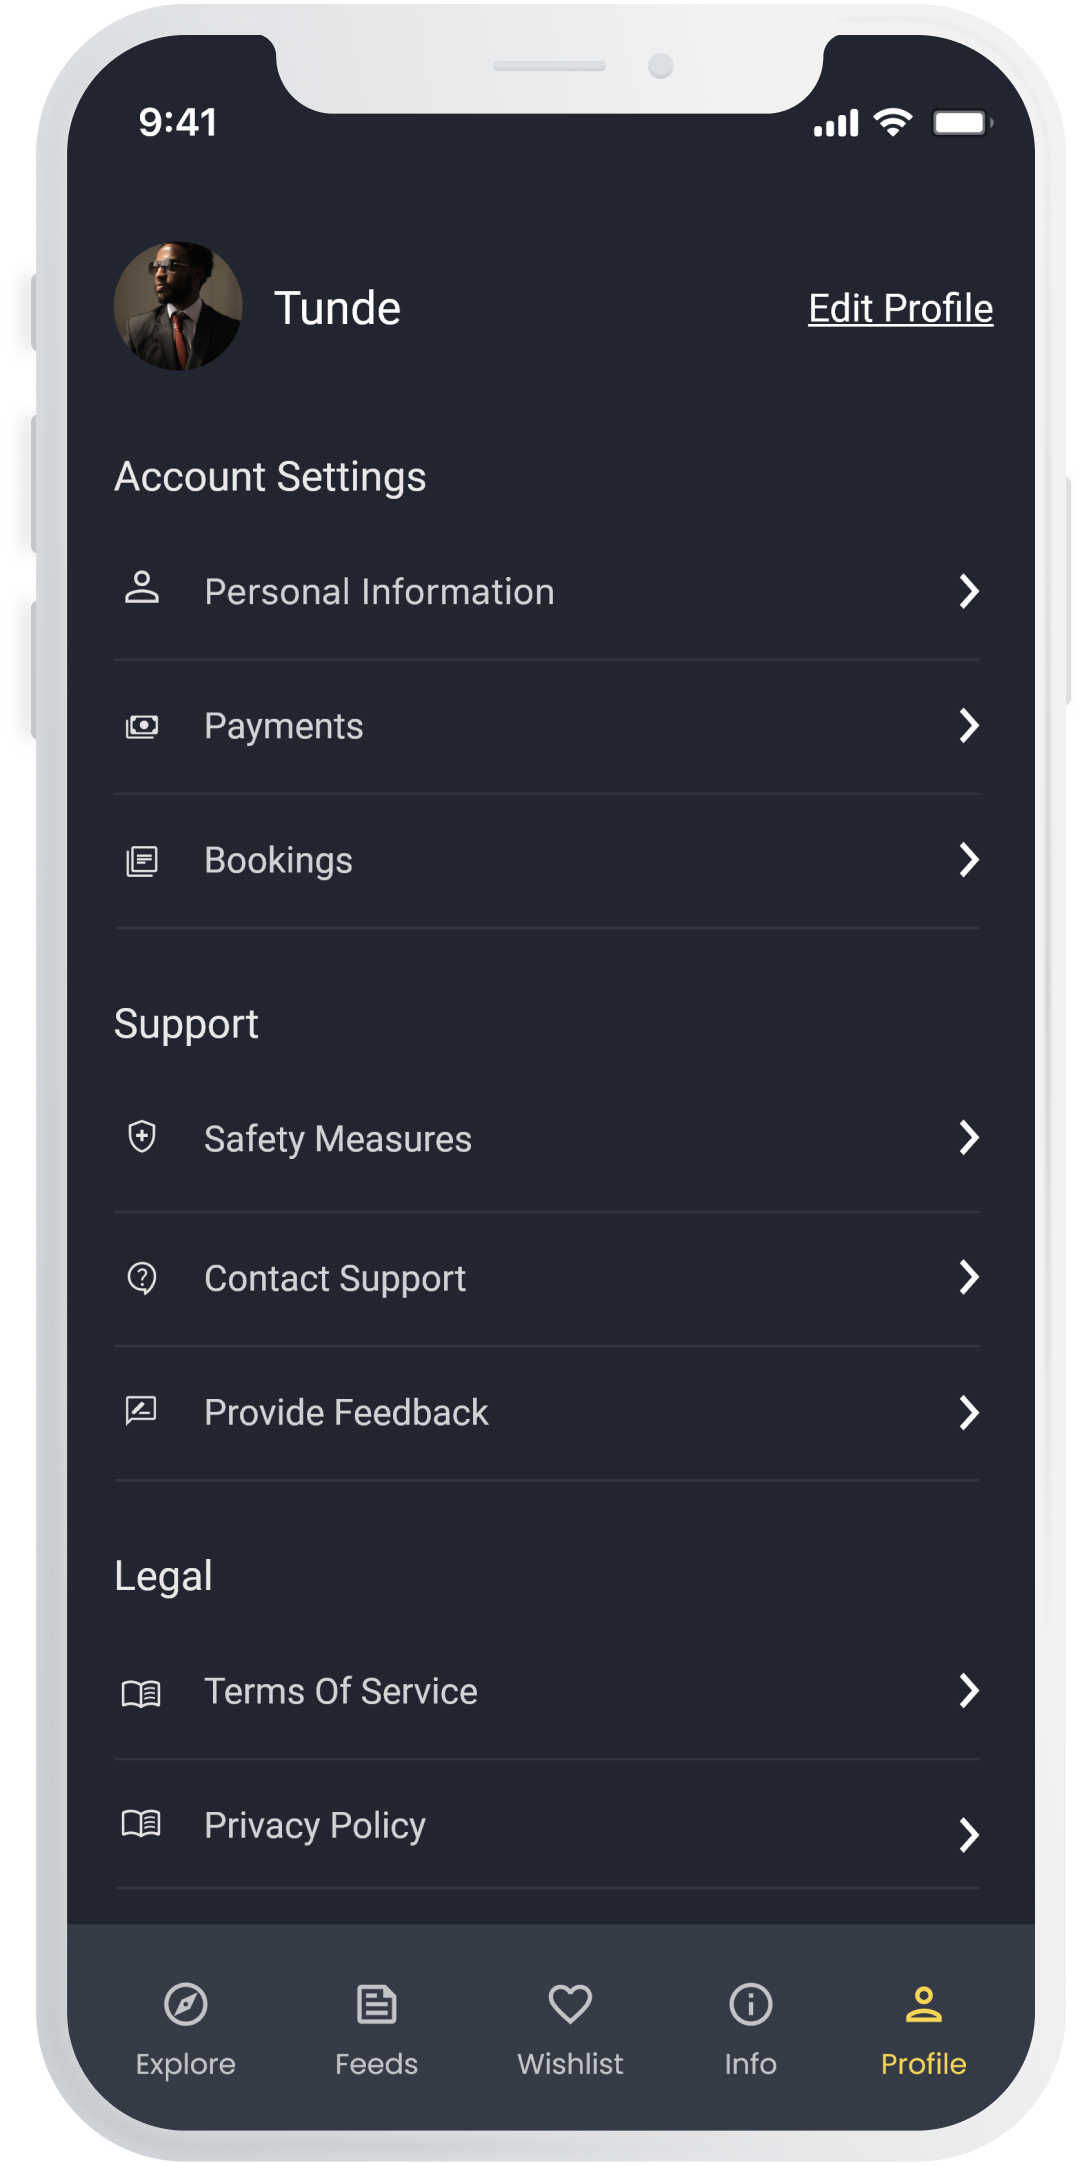 9:41
Tunde
Edit Profile
Account Settings
Personal Information
Payments
Bookings
Support
Safety Measures
Contact Support
Provide Feedback
Legal
Terms Of Service
Privacy Policy
Explore
Feeds
Wishlist
Info
Profile